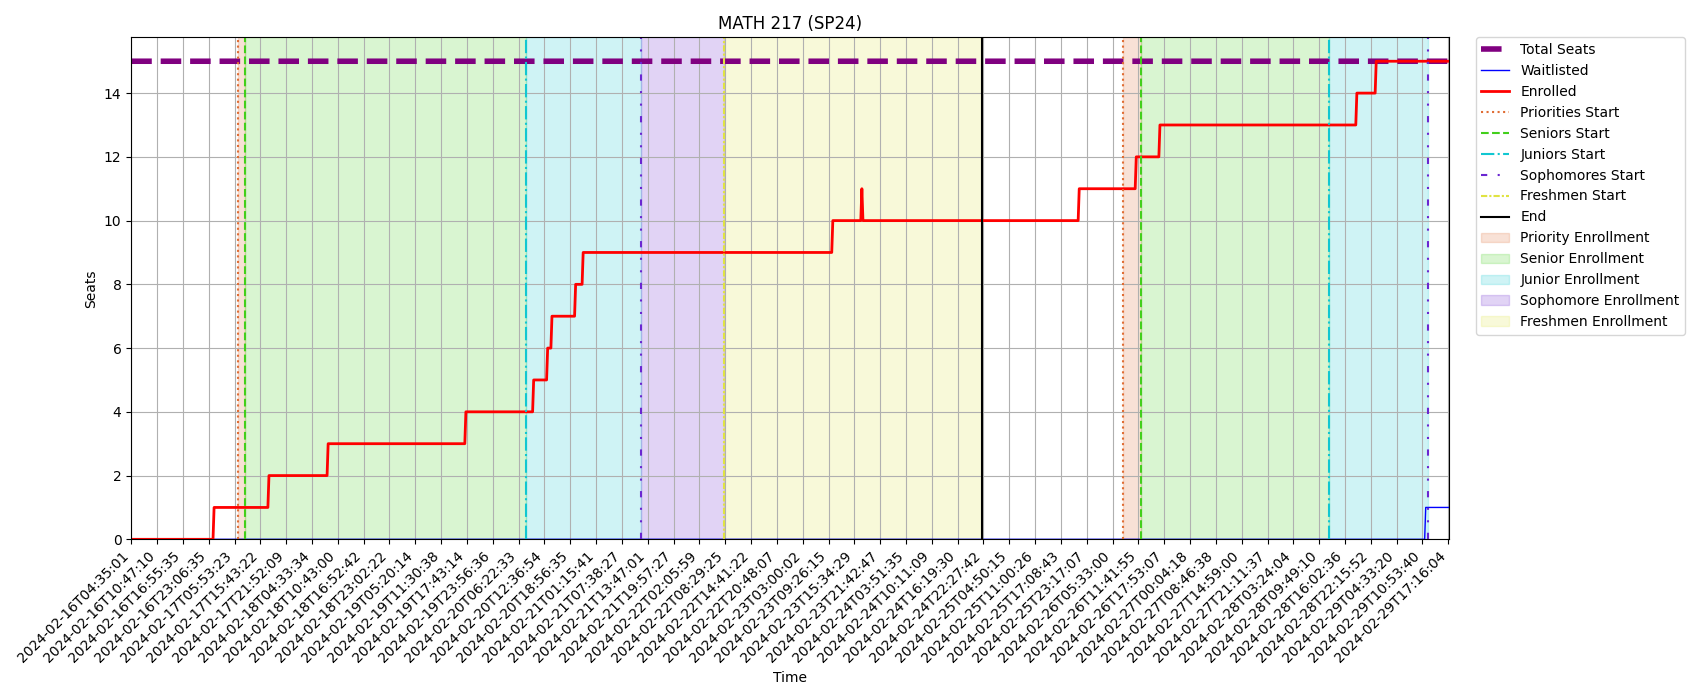 MATH 217 (SP24)
Seats
14
12
10
8
6
4
2
0
2024-02-16T04:35:01
2024-02-16T10:47:10
2024-02-16T16:55:35
2024-02-16T23:06:35
2024-02-17T05:53:23
2024-02-17T15:43:22
2024-02-17T21:52:09
2024-02-18T04:33:34
2024-02-18T10:43:00
2024-02-18T16:52:42
2024-02-18T23:02:22
2024-02-19T05:20:14
2024-02-19T11:30:38
2024-02-19T17:43:14
2024-02-19T23:56:36
2024-02-20T06:22:33
2024-02-20T12:36:54
2024-02-20T18:56:35
2024-02-21T01:15:41
2024-02-21T07:38:27
2024-02-21T13:47:01
2024-02-21T19:57:27
2024-02-22T02:05:59
2024-02-22T08:29:25
2024-02-22T14:41:22
2024-02-22T20:48:07
2024-02-23T03:00:02
2024-02-23T09:26:15
2024-02-23T15:34:29
2024-02-23T21:42:47
2024-02-24T03:51:35
2024-02-24T10:11:09
2024-02-24T16:19:30
2024-02-24T22:27:42
2024-02-25T04:50:15
2024-02-25T11:00:26
2024-02-25T17:08:43
2024-02-25T23:17:07
2024-02-26T05:33:00
2024-02-26T11:41:55
2024-02-26T17:53:07
2024-02-27T00:04:18
2024-02-27T08:46:38
2024-02-27T14:59:00
2024-02-27T21:11:37
2024-02-28T03:24:04
2024-02-28T09:49:10
2024-02-28T16:02:36
2024-02-28T22:15:52
2024-02-29T04:33:20
2024-02-29T10:53:40
2024-02-29T17:16:04
Time
Total Seats
Waitlisted
Enrolled
Priorities Start
Seniors Start
Juniors Start
Sophomores Start
Freshmen Start
End
Priority Enrollment
Senior Enrollment
Junior Enrollment
Sophomore Enrollment
Freshmen Enrollment